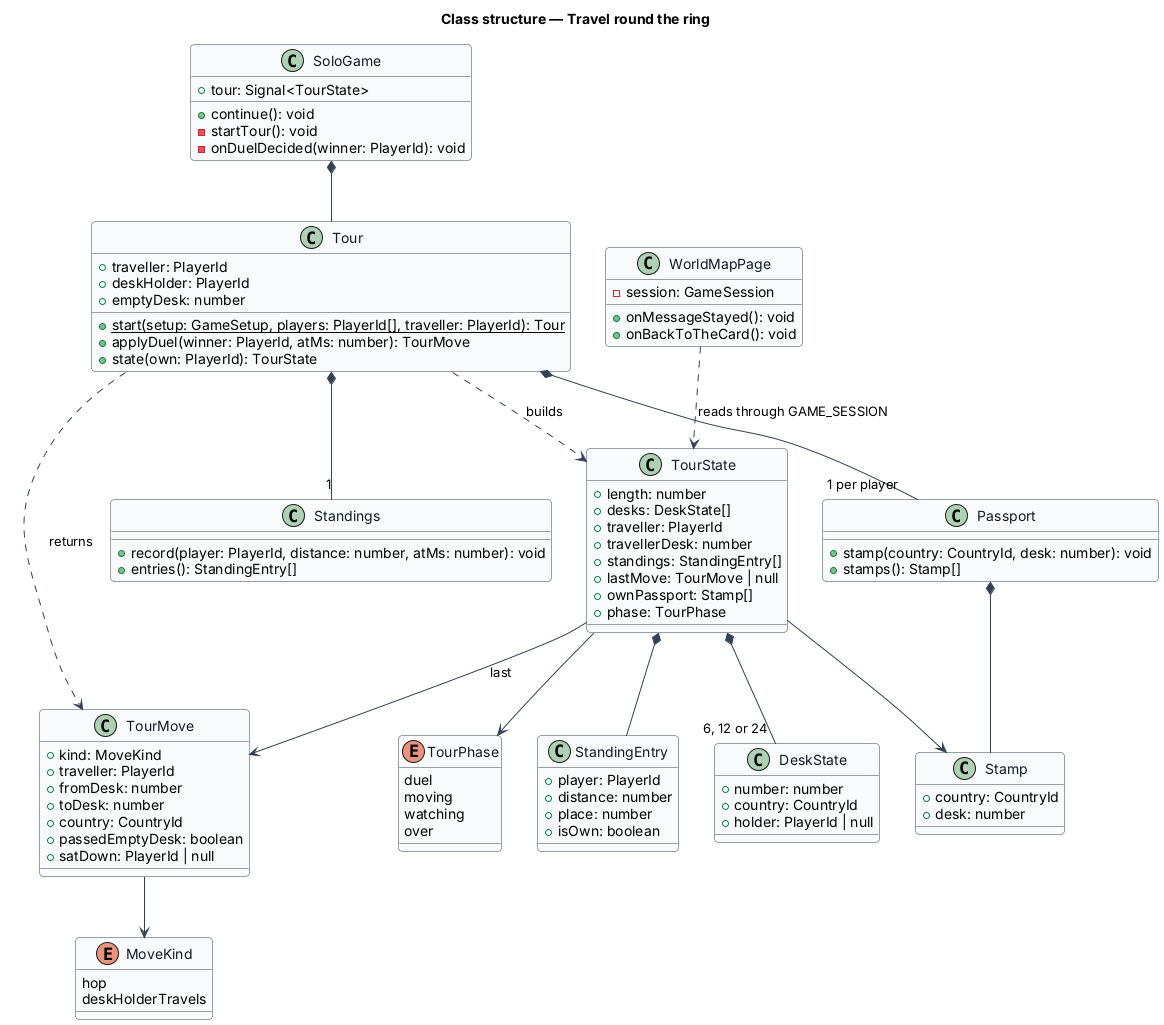 Class structure — Travel round the ring
C SoloGame
tour: Signal<TourState>
continue(): void
startTour(): void
onDuelDecided(winner: PlayerId): void
C Tour
traveller: PlayerId
deskHolder: PlayerId
emptyDesk: number
start(setup: GameSetup, players: PlayerId[], traveller: PlayerId): Tour
applyDuel(winner: PlayerId, atMs: number): TourMove
state(own: PlayerId): TourState
C WorldMapPage
session: GameSession
onMessageStayed(): void
onBackToTheCard(): void
builds
reads through GAME_SESSION
returns
1
1 per player
C Standings
record(player: PlayerId, distance: number, atMs: number): void
entries(): StandingEntry[]
C TourState
length: number
desks: DeskState[]
traveller: PlayerId
travellerDesk: number
standings: StandingEntry[]
lastMove: TourMove | null
ownPassport: Stamp[]
phase: TourPhase
C Passport
stamp(country: CountryId, desk: number): void
stamps(): Stamp[]
last
6, 12 or 24
C TourMove
kind: MoveKind
traveller: PlayerId
fromDesk: number
toDesk: number
country: CountryId
passedEmptyDesk: boolean
satDown: PlayerId | null
E TourPhase
duel
moving
watching
over
C StandingEntry
player: PlayerId
distance: number
place: number
isOwn: boolean
C DeskState
number: number
country: CountryId
holder: PlayerId | null
C Stamp
country: CountryId
desk: number
E MoveKind
hop
deskHolderTravels